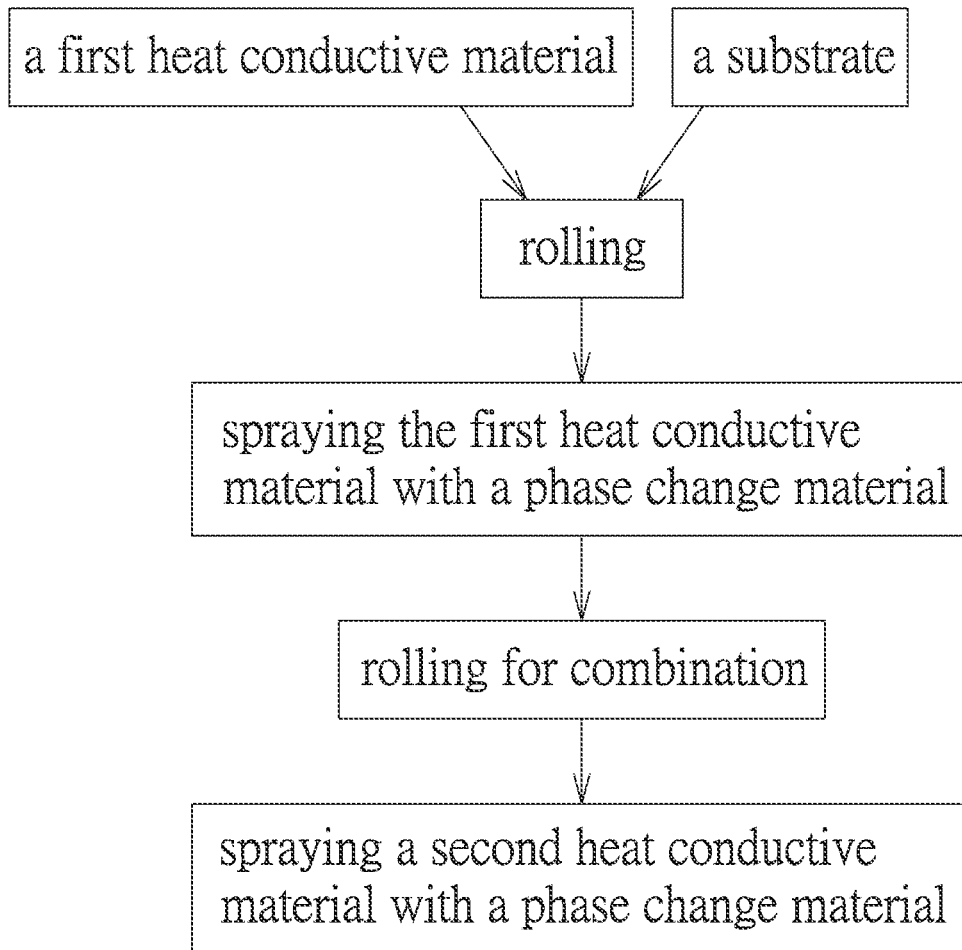 a first heat conductive material
a substrate
rolling
spraying the first heat conductive
material with a phase change material
rolling for combination
spraying a second heat conductive
material with a phase change material